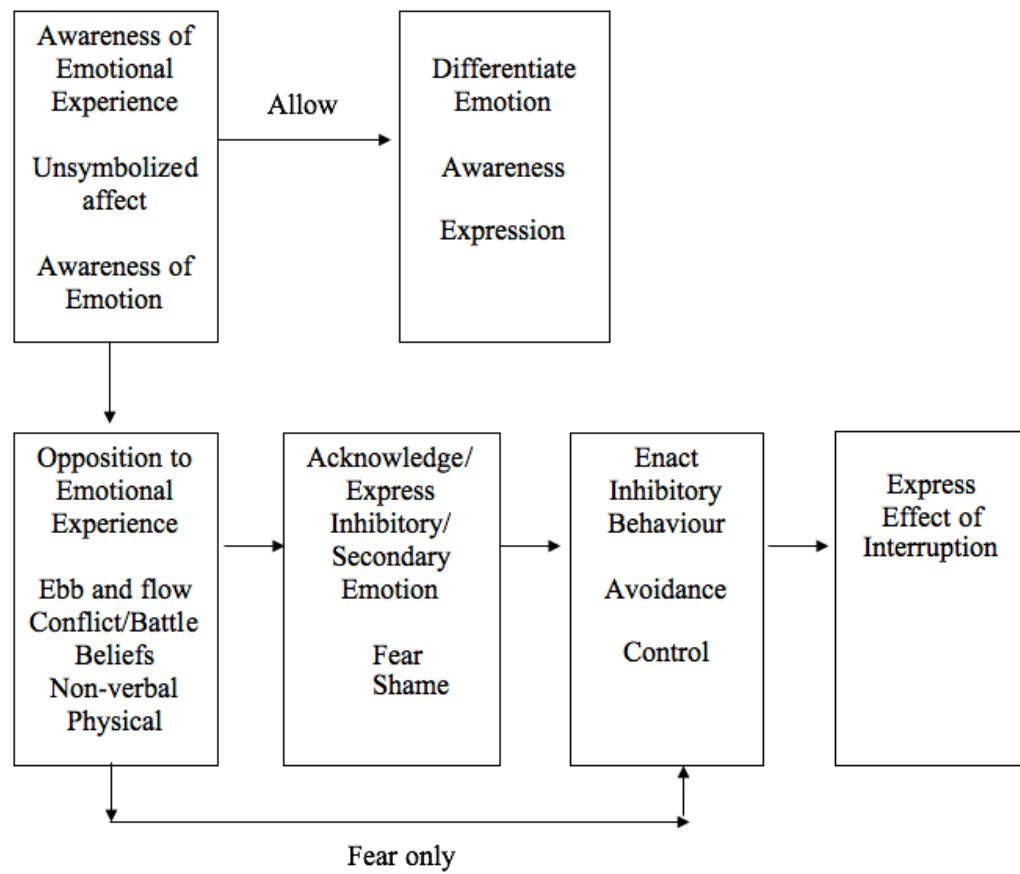 Awareness of
Emotional
Experience
Unsymbolized
affect
Awareness of
Emotion
Allow
Differentiate
Emotion
Awareness
Expression
Opposition to
Emotional
Experience
Ebb and flow
Conflict/Battle
Beliefs
Non-verbal
Physical
Acknowledge/
Express
Inhibitory/
Secondary
Emotion
Fear
Shame
Enact
Inhibitory
Behaviour
Avoidance
Control
Express
Effect of
Interruption
Fear only